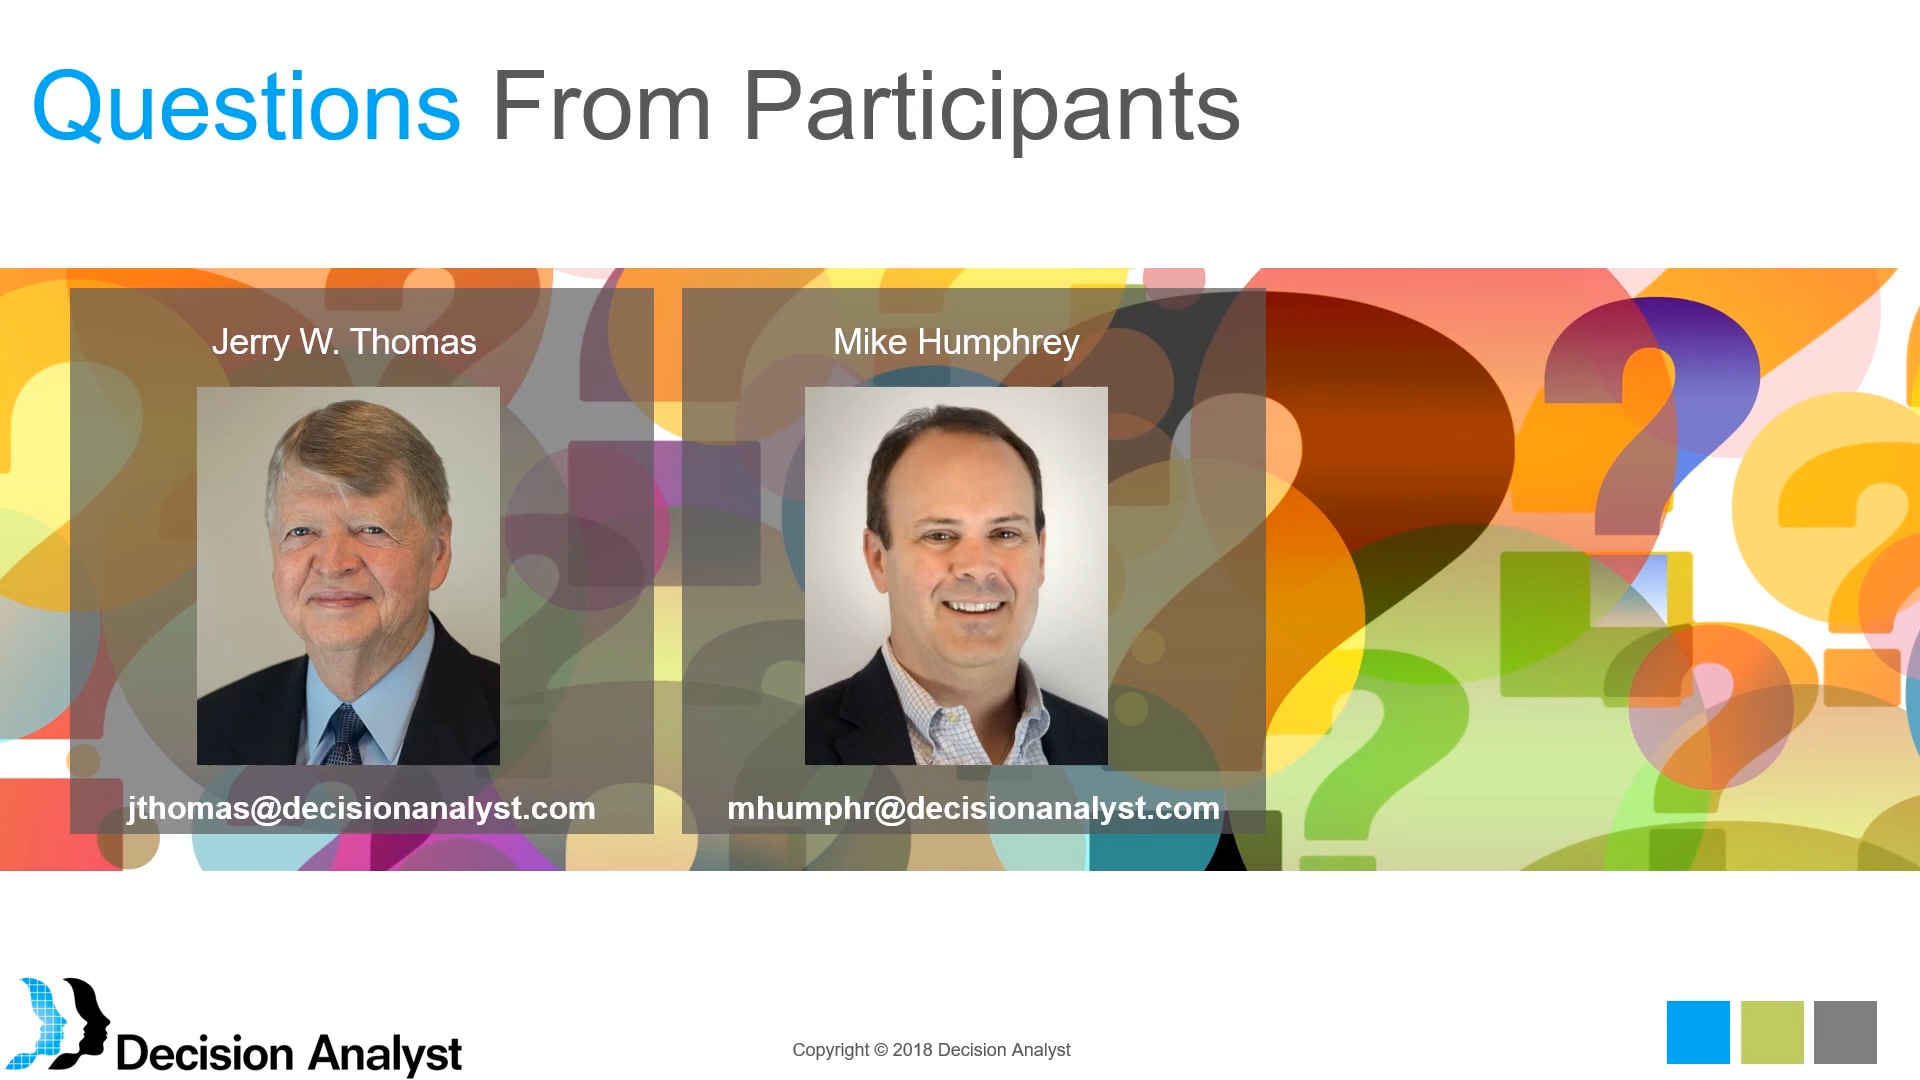 Questions From Participants
Jerry W. Thomas
Mike Humphrey
jthomas@decisionanalyst.com
mhumphr@decisionanalyst.com
Decision Analyst
Copyright © 2018 Decision Analyst